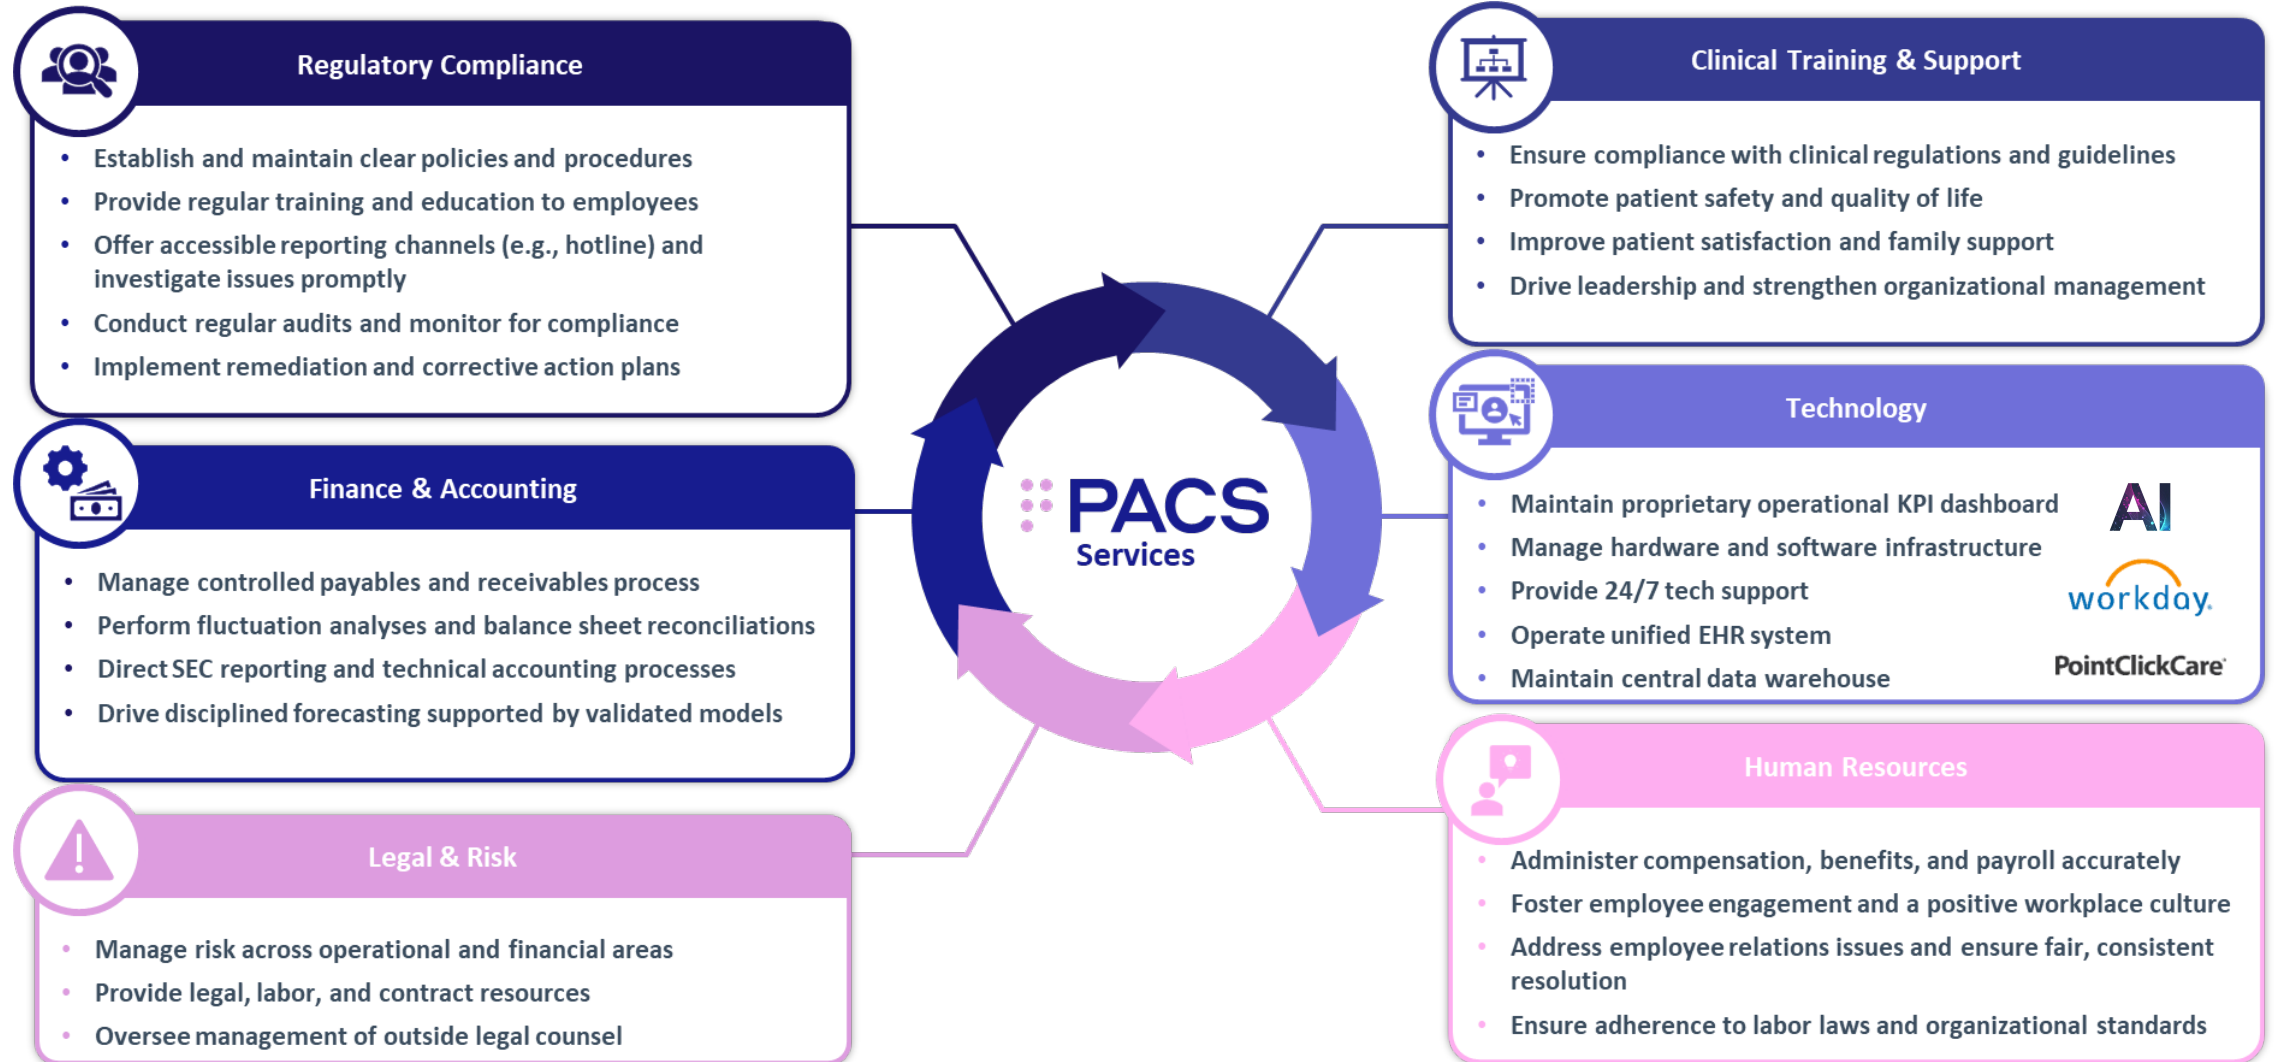 Regulatory Compliance
• Establish and maintain clear policies and procedures
• Provide regular training and education to employees
• Offer accessible reporting channels (e.g., hotline) and
investigate issues promptly
• Conduct regular audits and monitor for compliance
• Implement remediation and corrective action plans
Finance & Accounting
• Manage controlled payables and receivables process
• Perform fluctuation analyses and balance sheet reconciliations
• Direct SEC reporting and technical accounting processes
• Drive disciplined forecasting supported by validated models
Legal & Risk
• Manage risk across operational and financial areas
• Provide legal, labor, and contract resources
• Oversee management of outside legal counsel
PACS
Services
Clinical Training & Support
• Ensure compliance with clinical regulations and guidelines
• Promote patient safety and quality of life
• Improve patient satisfaction and family support
• Drive leadership and strengthen organizational management
Technology
• Maintain proprietary operational KPI dashboard
• Manage hardware and software infrastructure
• Provide 24/7 tech support
• Operate unified EHR system
• Maintain central data warehouse
AI
workday.
PointClickCare
Human Resources
• Administer compensation, benefits, and payroll accurately
• Foster employee engagement and a positive workplace culture
• Address employee relations issues and ensure fair, consistent
resolution
• Ensure adherence to labor laws and organizational standards